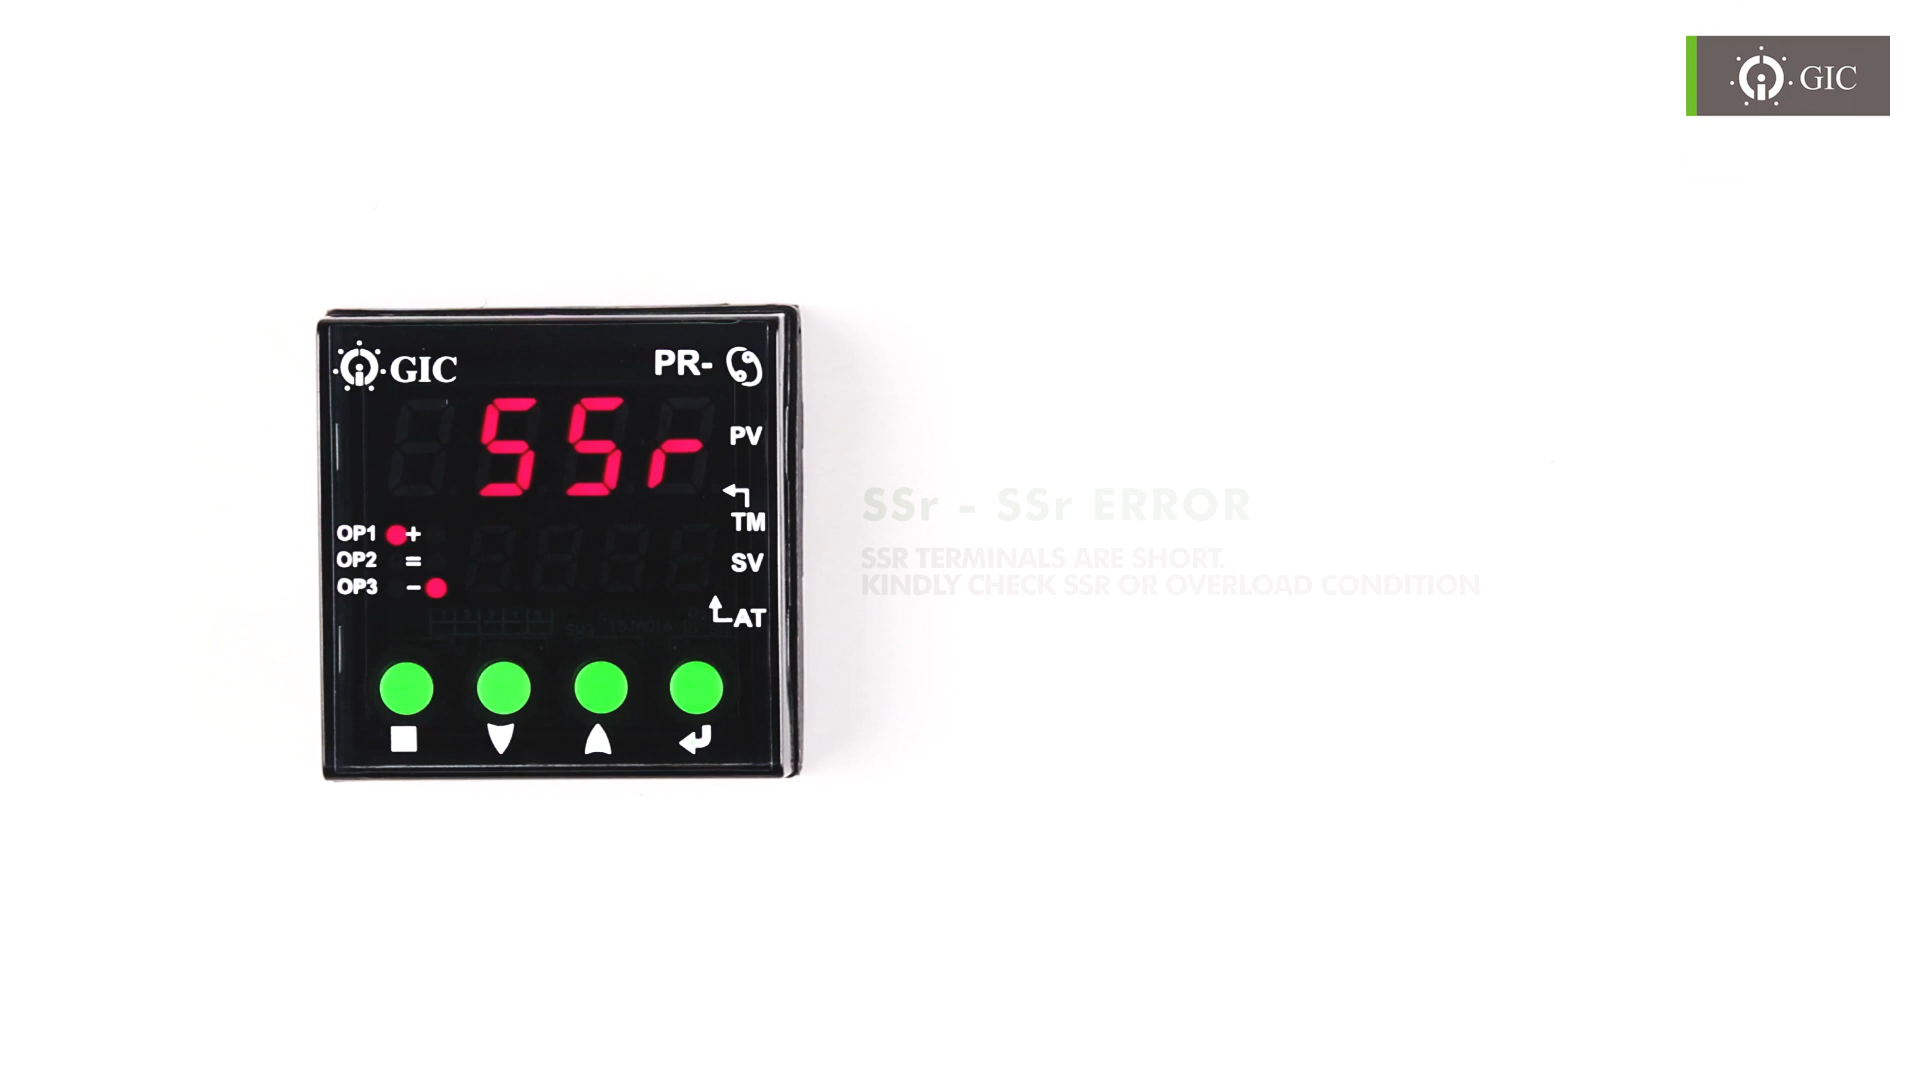 GIC
GIC
PR-
SSr
PV
TM
OP1 +
OP2 =
OP3 -
SV
AT
SSr - SSr ERROR
SSR TERMINALS ARE SHORT.
KINDLY CHECK SSR OR OVERLOAD CONDITION